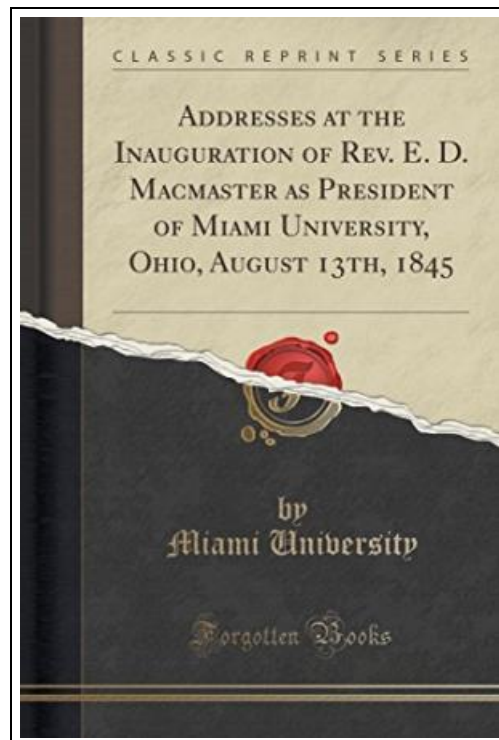 CLASSIC REPRINT SERIES
ADDRESSES AT THE
INAUGURATION OF REV. E. D.
MACMASTER AS PRESIDENT
OF MIAMI UNIVERSITY,
OHIO, AUGUST 13TH, 1845
F
by
Miami University
Forgotten Books